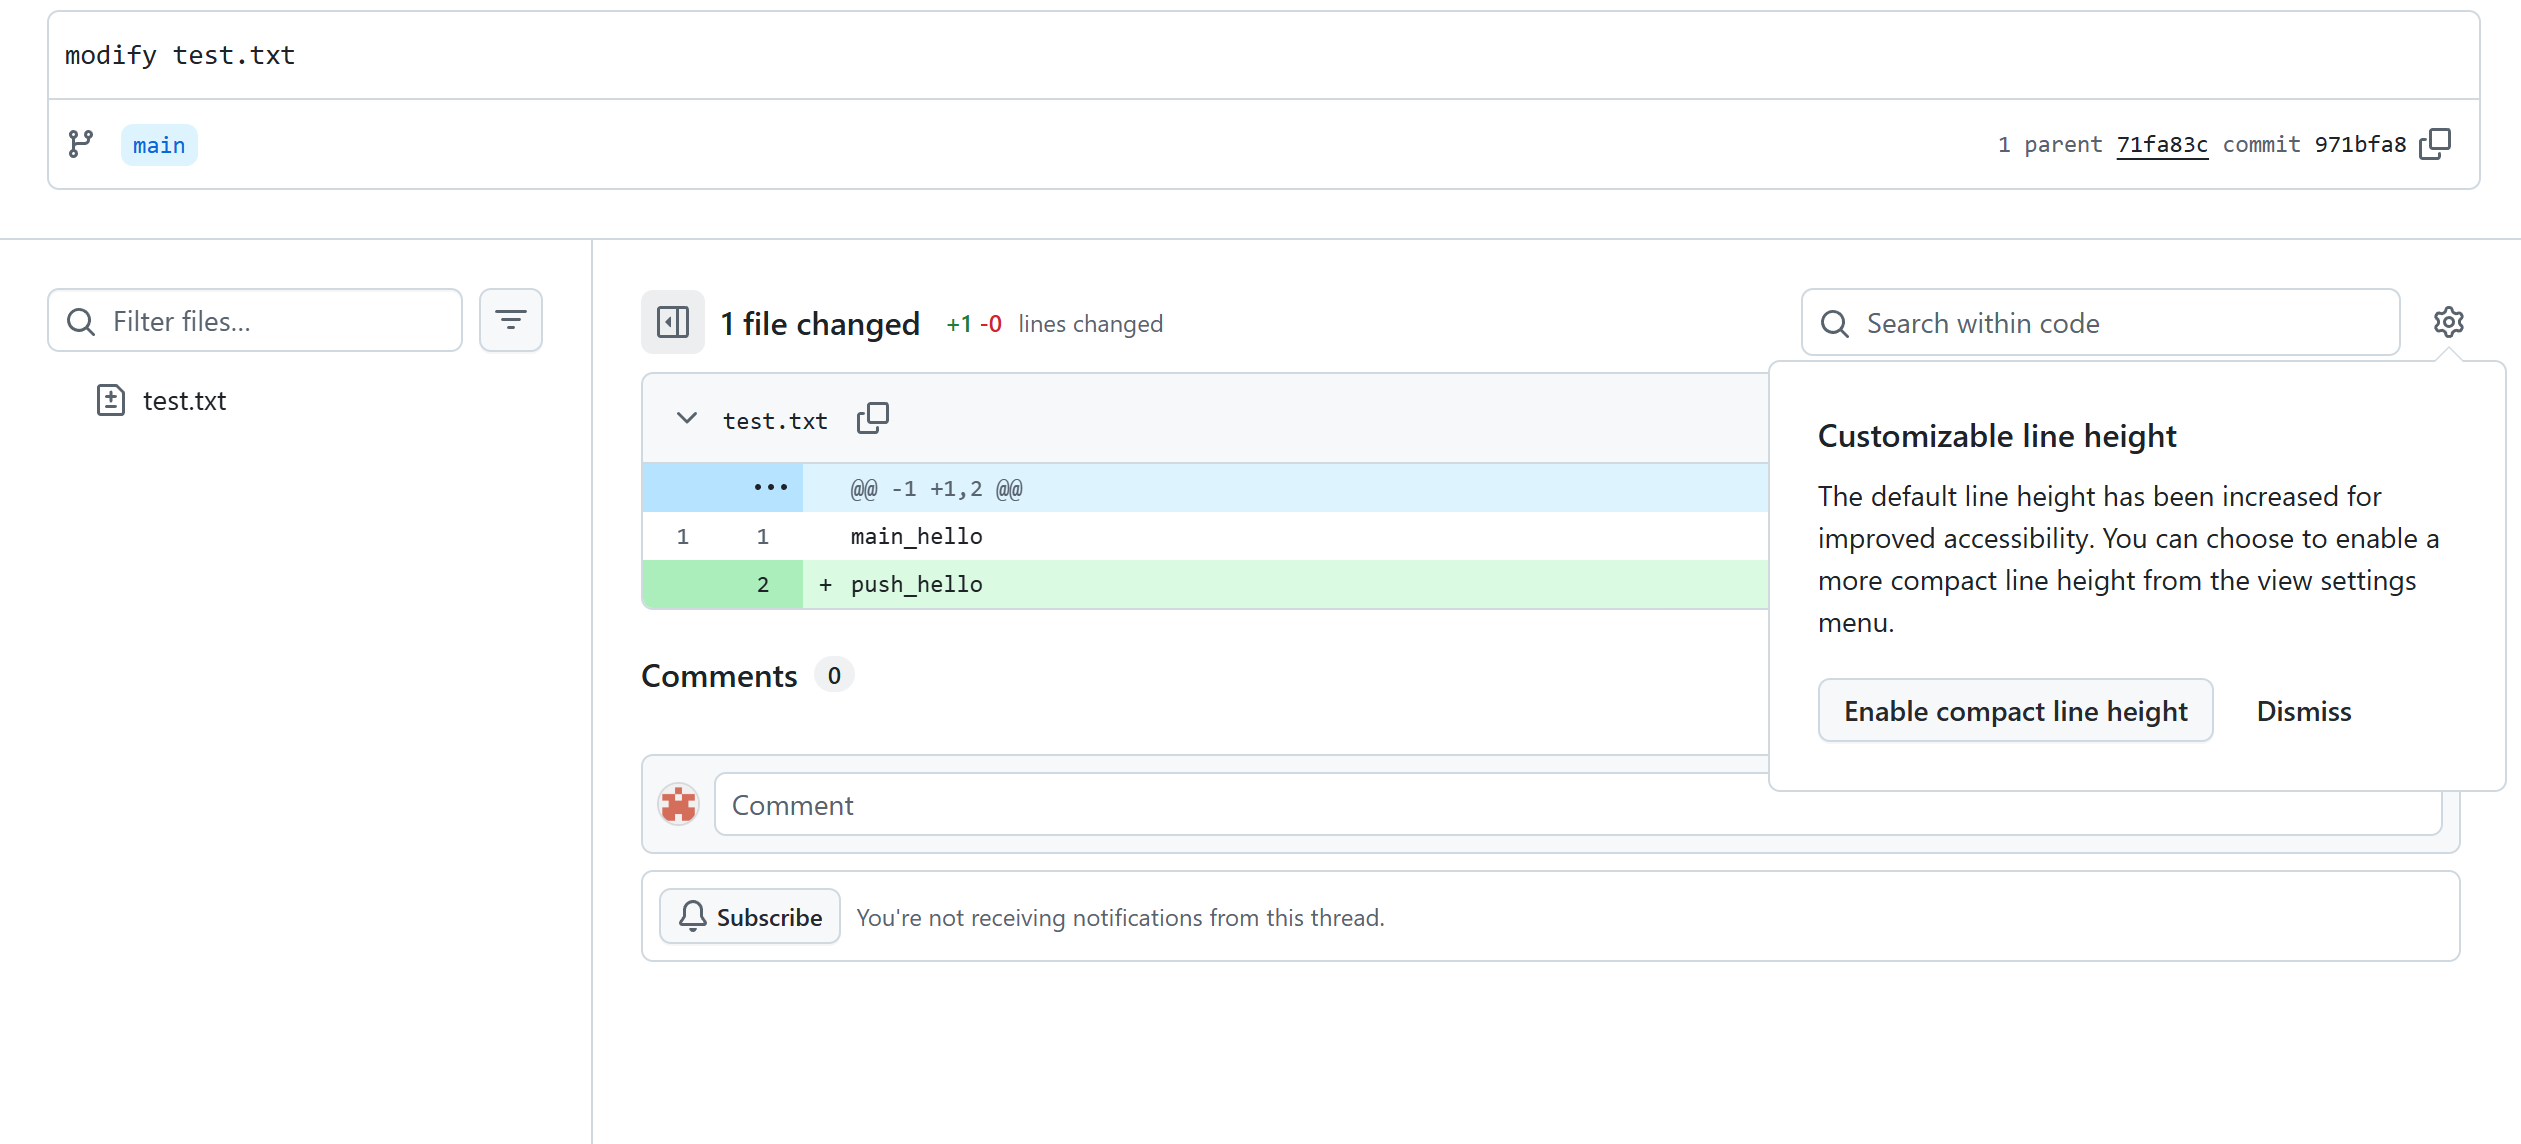 modify test.txt
main
1 parent 71fa83c commit 971bfa8
Filter files...
test.txt
1 file changed +1 -0 lines changed
Search within code
test.txt
@@ -1 +1,2 @@
1 1 main_hello
2 + push_hello
Customizable line height
The default line height has been increased for
improved accessibility. You can choose to enable a
more compact line height from the view settings
menu.
Enable compact line height Dismiss
Comments 0
Comment
Subscribe You're not receiving notifications from this thread.